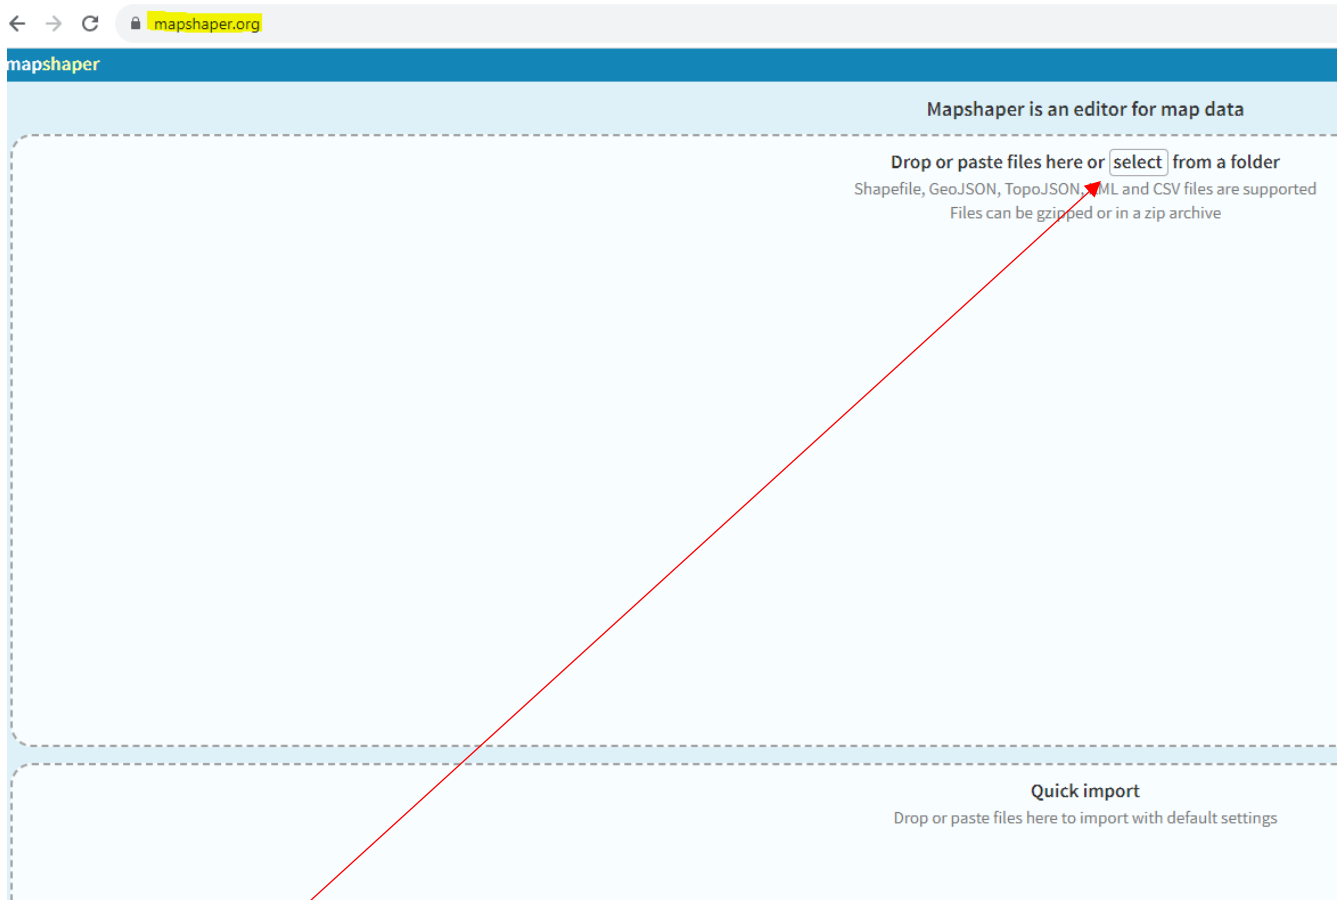 mapshaper.org
mapshaper
Mapshaper is an editor for map data
Drop or paste files here or select from a folder
Shapefile, GeoJSON, TopoJSON, ML and CSV files are supported
Files can be gzipped or in a zip archive
Quick import
Drop or paste files here to import with default settings